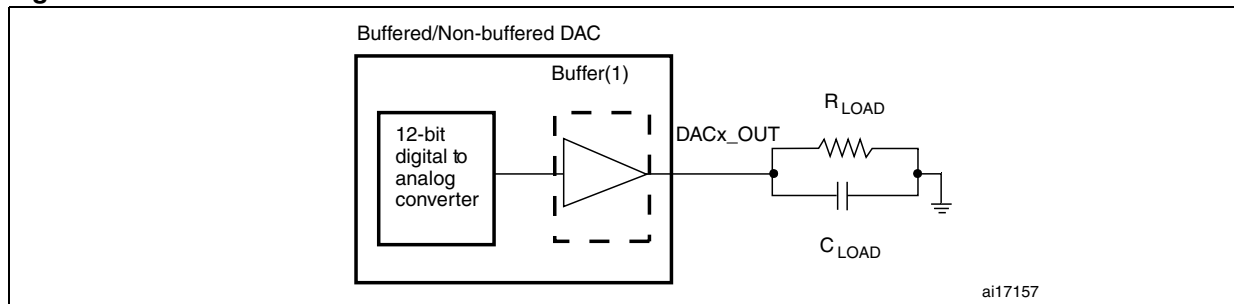 Buffered/Non-buffered DAC
Buffer(1)
12-bit
digital to
analog
converter
DACx_OUT
R LOAD
C LOAD
ai17157